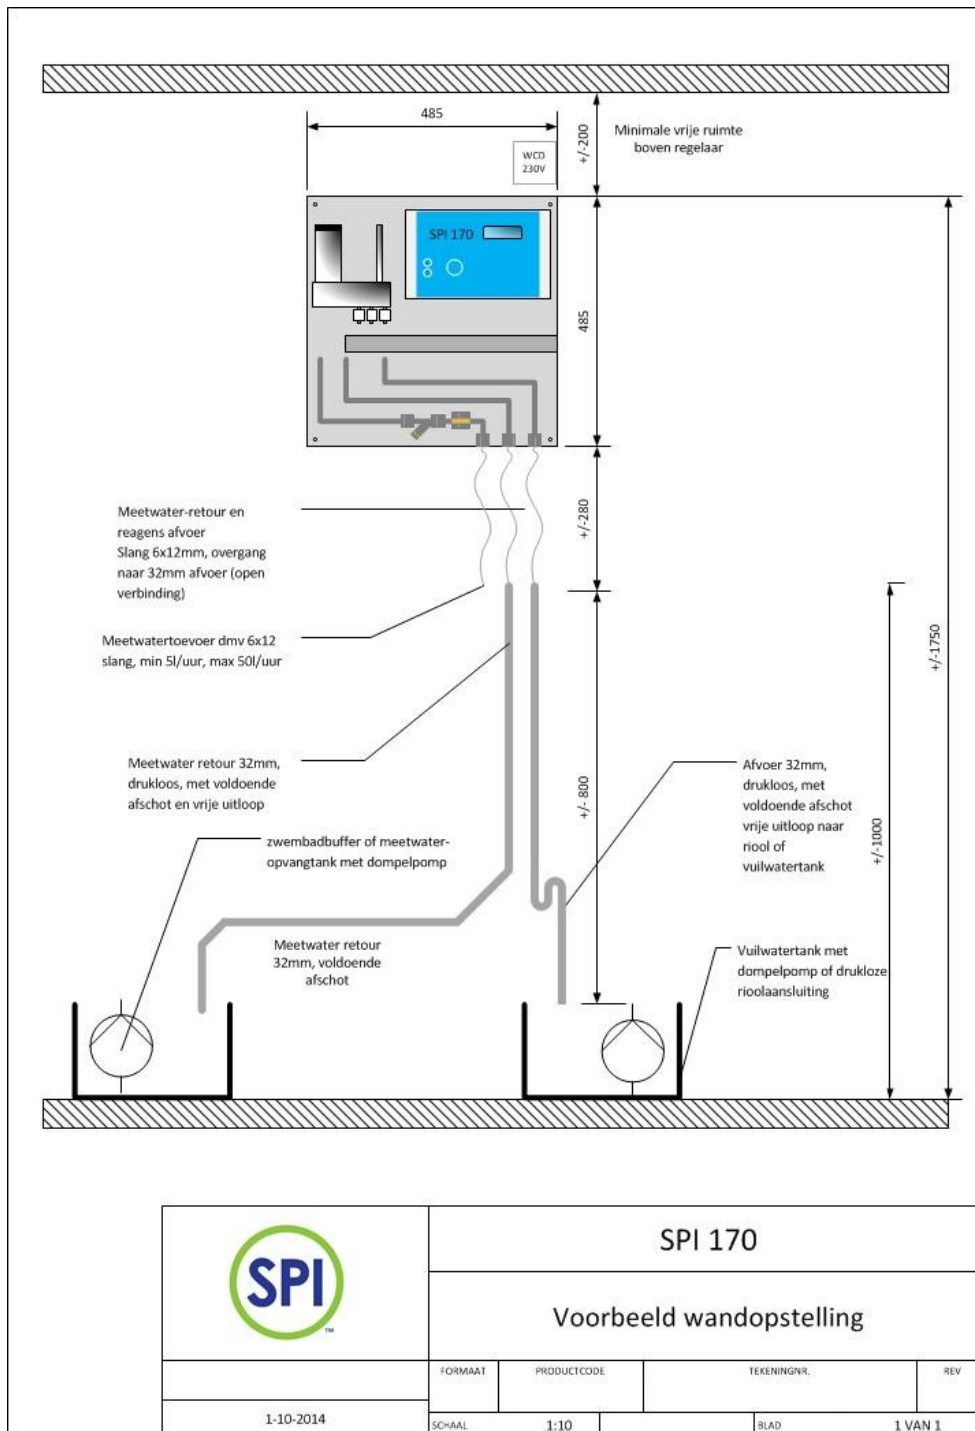 485
+/-200
Minimale vrije ruimte
boven regelaar
WCD
230V
SPI 170
485
+/-280
Meetwater-retour en
reagens afvoer
Slang 6x12mm, overgang
naar 32mm afvoer (open
verbinding)
Meetwatertoevoer dmv 6x12
slang, min 5l/uur, max 50l/uur
+/-1750
Meetwater retour 32mm,
drukloos, met voldoende
afschot en vrije uitloop
Afvoer 32mm,
drukloos, met
voldoende afschot
vrije uitloop naar
riool of
vuilwatertank
+/- 800
+/-1000
zwembadbuffer of meetwater-
opvangtank met dompelpomp
Meetwater retour
32mm, voldoende
afschot
Vuilwatertank met
dompelpomp of drukloze
rioolaansluiting
SPI
™
SPI 170
Voorbeeld wandopstelling
FORMAAT
PRODUCTCODE
TEKENINGNR.
REV
1-10-2014
SCHAAL
1:10
BLAD
1 VAN 1